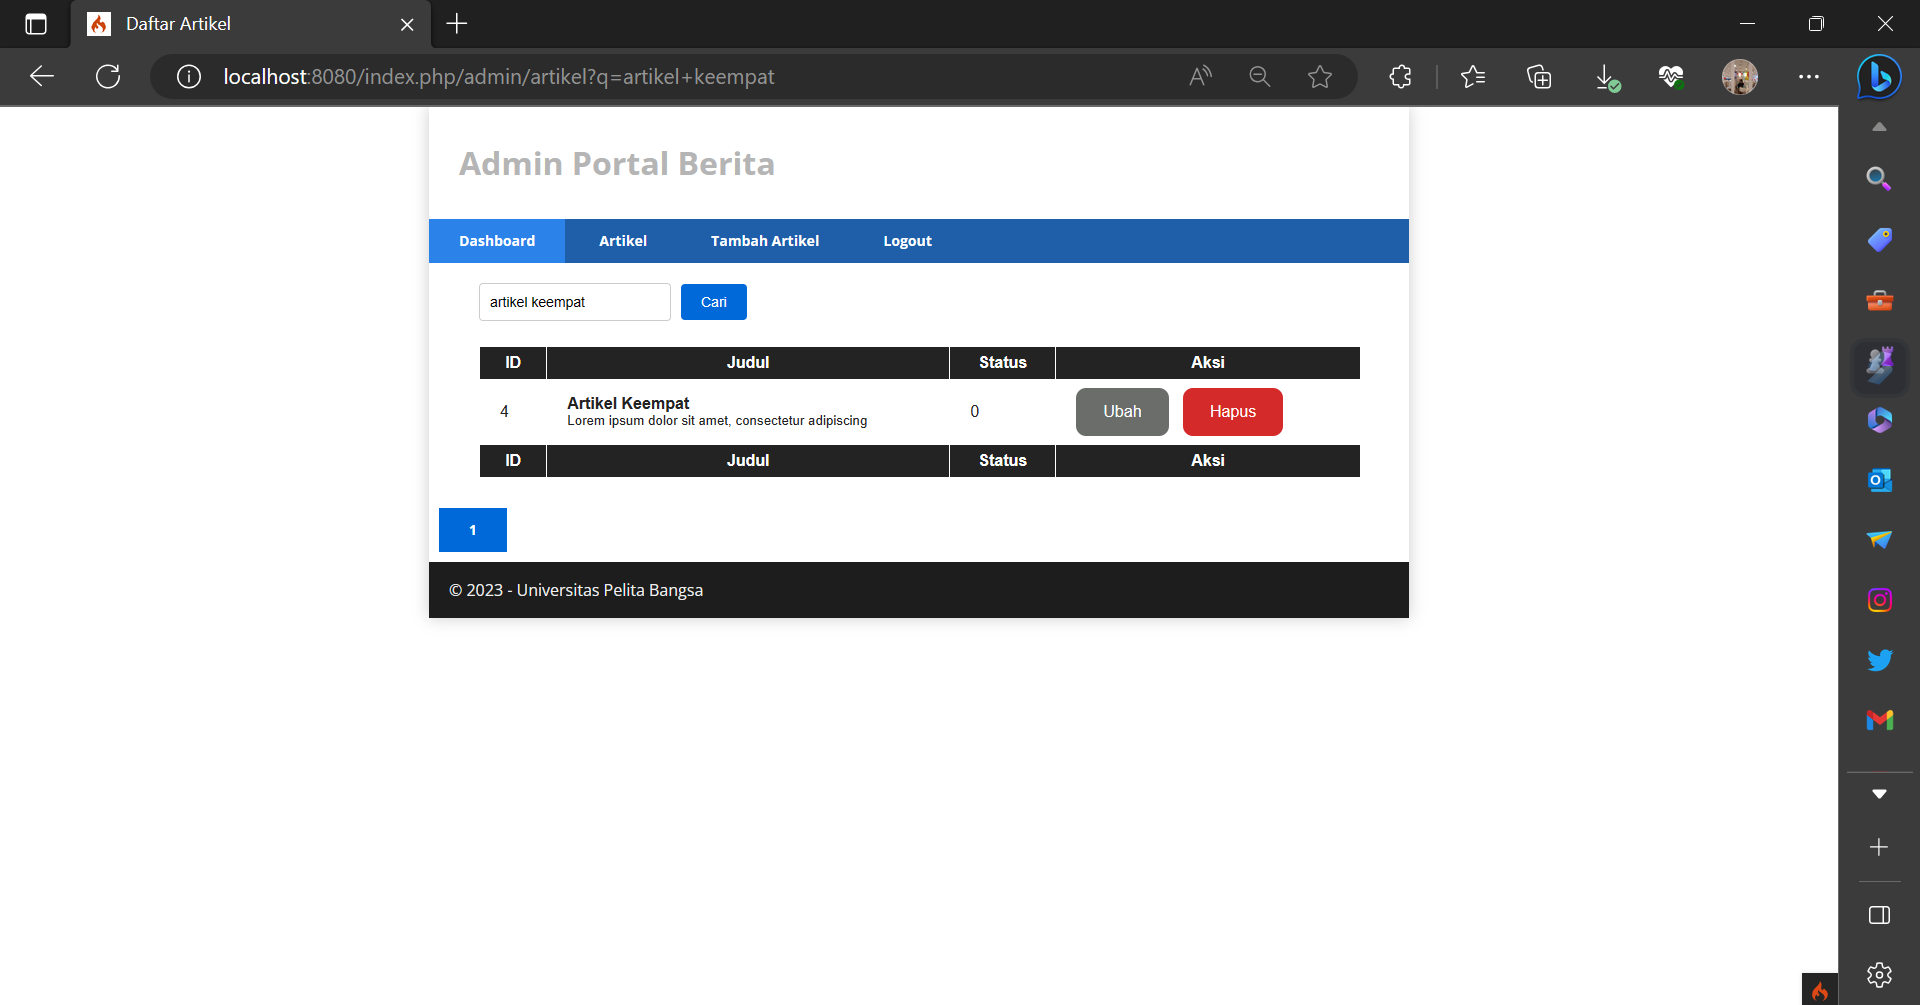 Daftar Artikel
localhost:8080/index.php/admin/artikel?q=artikel+keempat
Admin Portal Berita
Dashboard Artikel Tambah Artikel Logout
artikel keempat Cari
ID Judul Status Aksi
4 Artikel Keempat 0 Ubah Hapus
Lorem ipsum dolor sit amet, consectetur adipiscing
ID Judul Status Aksi
1
© 2023 - Universitas Pelita Bangsa